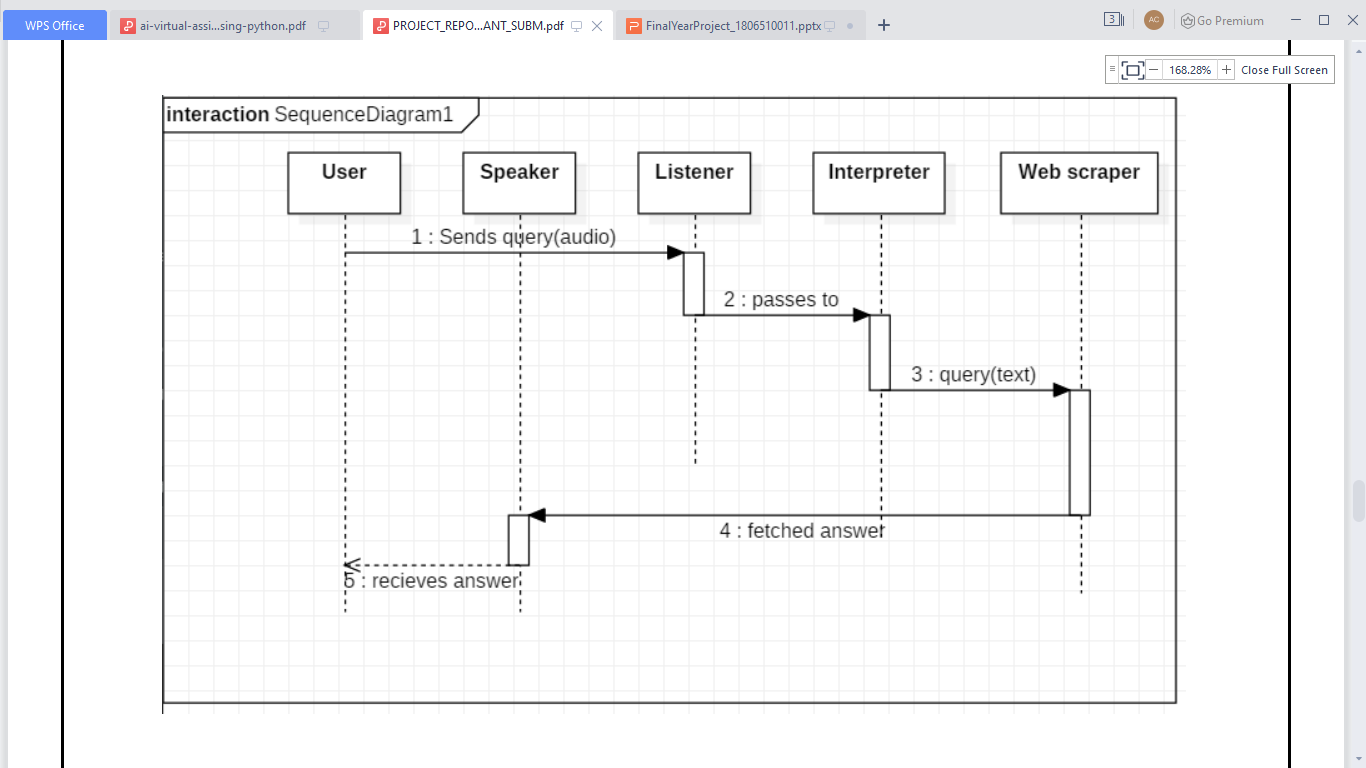 WPS Office
ai-virtual-assi...sing-python.pdf
PROJECT_REPO...ANT_SUBM.pdf
FinalYearProject_1806510011.pptx
+
3
AC
Go Premium
168.28%
Close Full Screen
interaction SequenceDiagram1
User
Speaker
Listener
Interpreter
Web scraper
1 : Sends query(audio)
2 : passes to
3 : query(text)
4 : fetched answer
5 : recieves answer